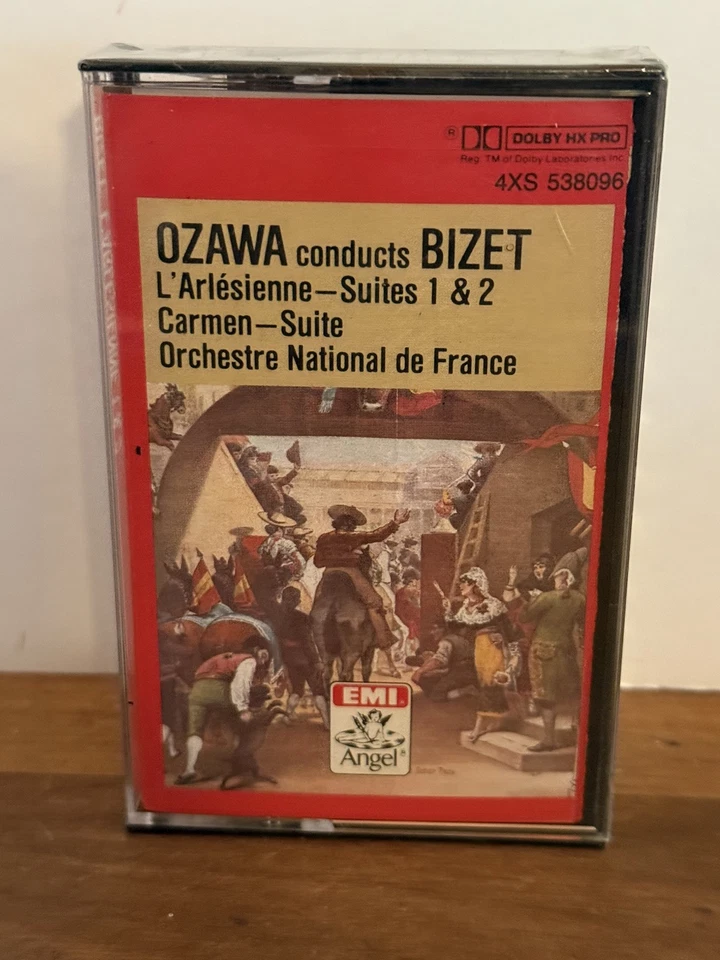 ® DOLBY HX PRO
Reg. TM of Dolby Laboratories Inc.
4XS 538096
OZAWA conducts BIZET
L'Arlésienne—Suites 1 & 2
Carmen—Suite
Orchestre National de France
EMI
Angel®